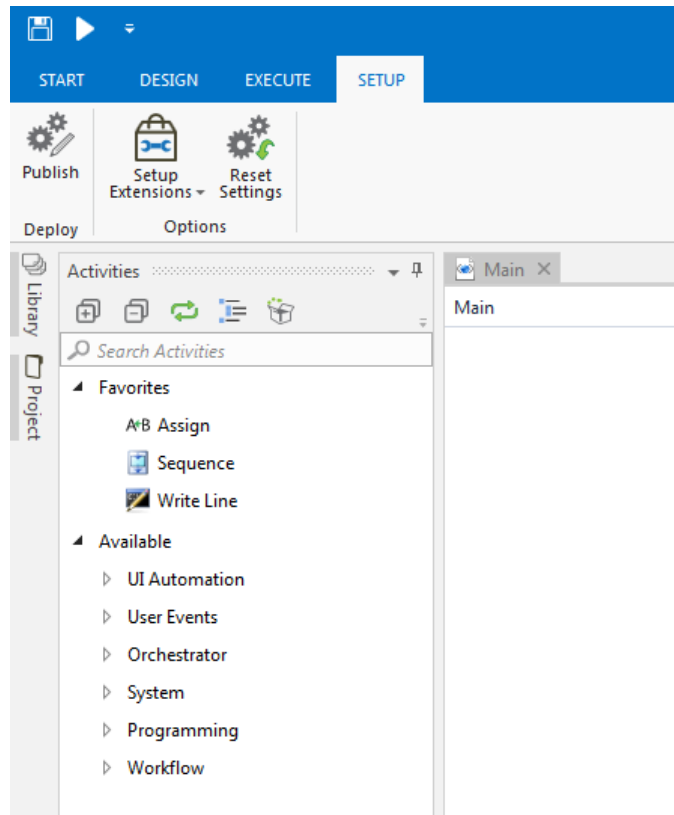 START DESIGN EXECUTE SETUP
Publish
Setup Extensions
Reset Settings
Deploy
Options
Library
Project
Activities
Search Activities
Favorites
A+B Assign
Sequence
Write Line
Available
UI Automation
User Events
Orchestrator
System
Programming
Workflow
Main
Main